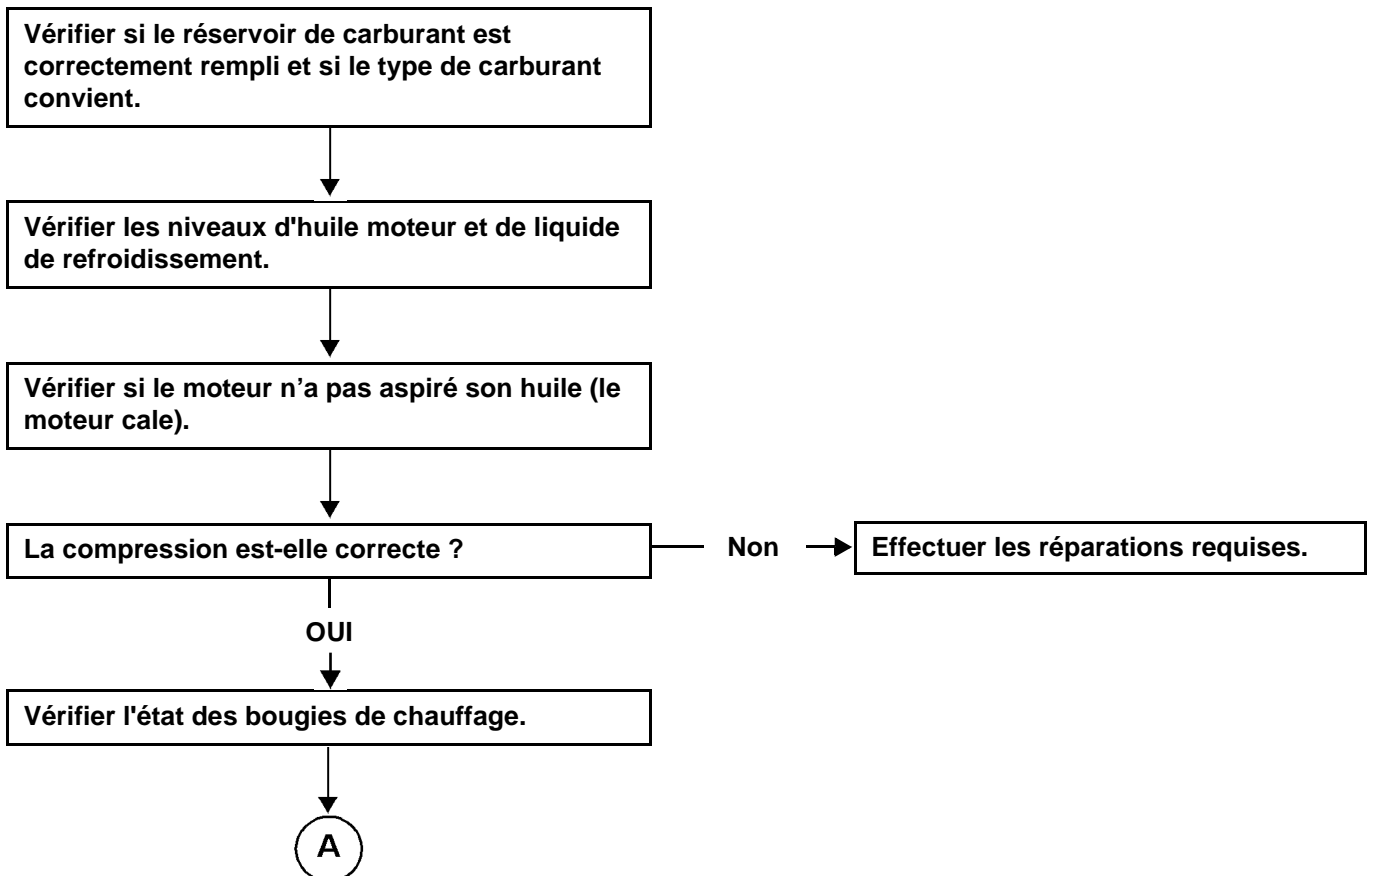 Vérifier si le réservoir de carburant est
correctement rempli et si le type de carburant
convient.
Vérifier les niveaux d'huile moteur et de liquide
de refroidissement.
Vérifier si le moteur n’a pas aspiré son huile (le
moteur cale).
La compression est-elle correcte ?
Non
Effectuer les réparations requises.
OUI
Vérifier l'état des bougies de chauffage.
A